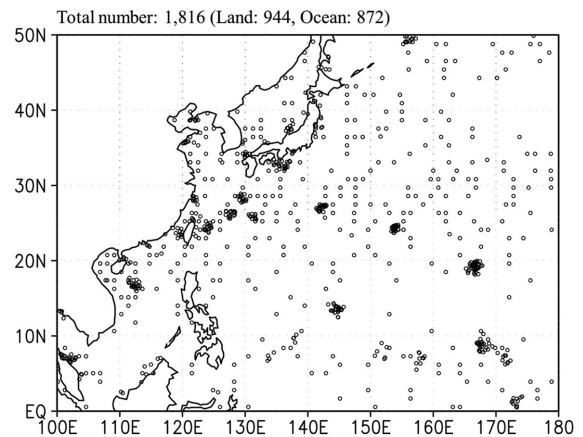 Total number: 1,816 (Land: 944, Ocean: 872)
50N
40N
30N
20N
10N
EQ
100E 110E 120E 130E 140E 150E 160E 170E 180